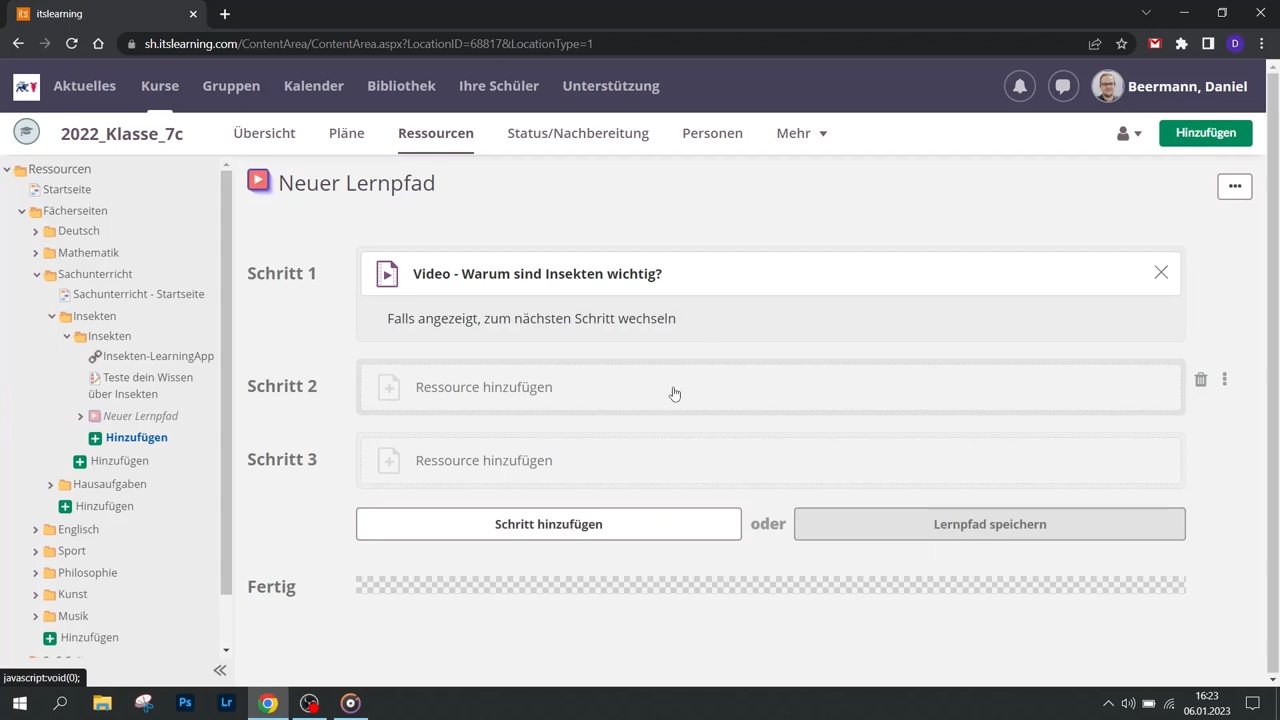 its itslearning
sh.itslearning.com/ContentArea/ContentArea.aspx?LocationID=68817&LocationType=1
D
Aktuelles Kurse Gruppen Kalender Bibliothek Ihre Schüler Unterstützung Beermann, Daniel
2022_Klasse_7c Übersicht Pläne Ressourcen Status/Nachbereitung Personen Mehr Hinzufügen
Ressourcen
Startseite
Fächerseiten
Deutsch
Mathematik
Sachunterricht
Sachunterricht - Startseite
Insekten
Insekten
Insekten-LearningApp
Teste dein Wissen
über Insekten
Neuer Lernpfad
Hinzufügen
Hinzufügen
Hausaufgaben
Hinzufügen
Englisch
Sport
Philosophie
Kunst
Musik
Hinzufügen
Neuer Lernpfad
Schritt 1 Video - Warum sind Insekten wichtig?
Falls angezeigt, zum nächsten Schritt wechseln
Schritt 2 Ressource hinzufügen
Schritt 3 Ressource hinzufügen
Schritt hinzufügen oder Lernpfad speichern
Fertig
javascript:void(0);
Ps Lr
16:23
06.01.2023